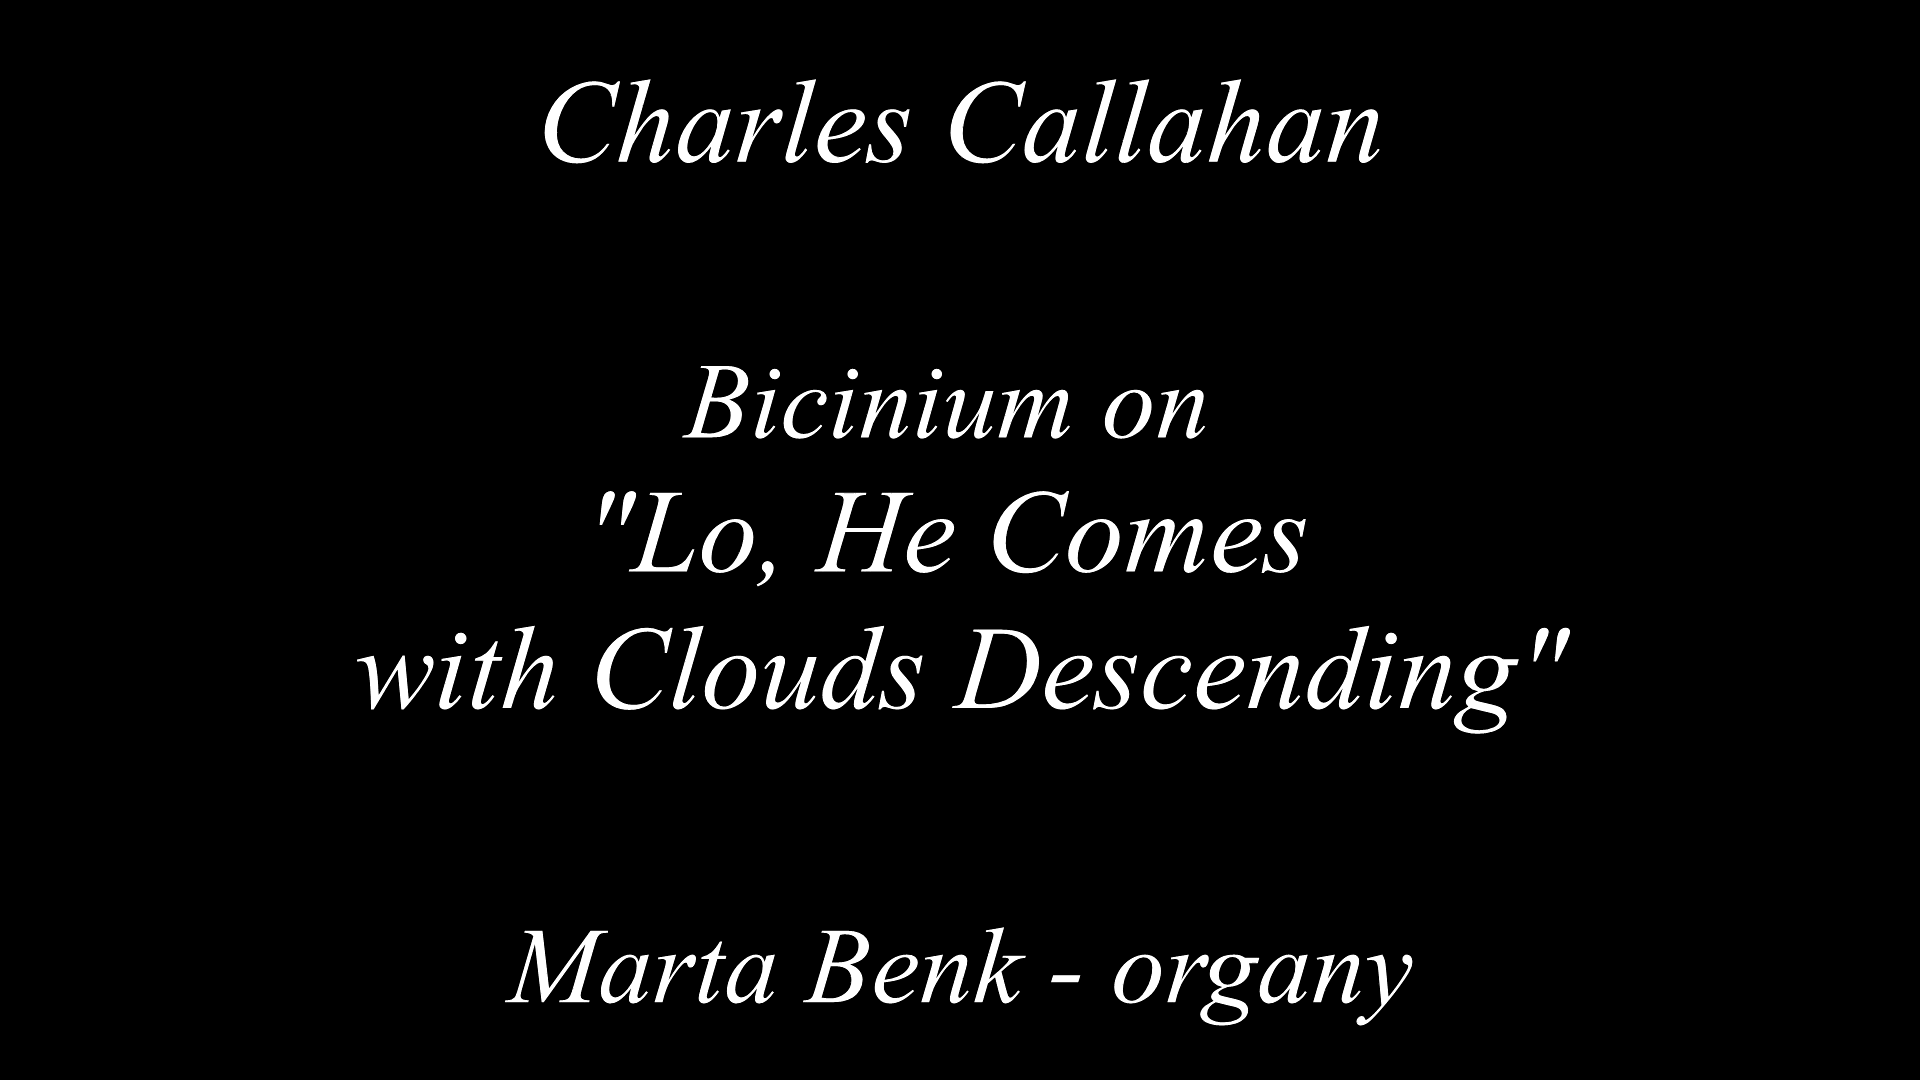 Charles Callahan
Bicinium on
"Lo, He Comes
with Clouds Descending"
Marta Benk - organy